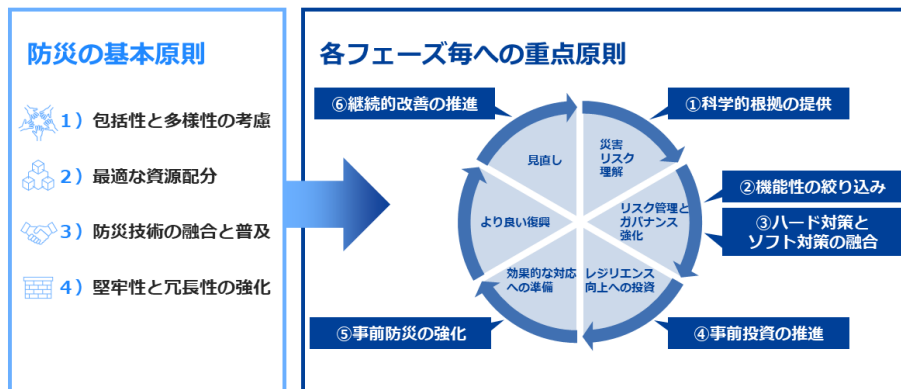 防災の基本原則
1）包括性と多様性の考慮
2）最適な資源配分
3）防災技術の融合と普及
4）堅牢性と冗長性の強化
各フェーズ毎への重点原則
⑥継続的改善の推進
①科学的根拠の提供
見直し
災害
リスク
理解
②機能性の絞り込み
より良い復興
リスク管理と
ガバナンス
強化
③ハード対策と
ソフト対策の融合
効果的な対応
への準備
レジリエンス
向上への投資
⑤事前防災の強化
④事前投資の推進